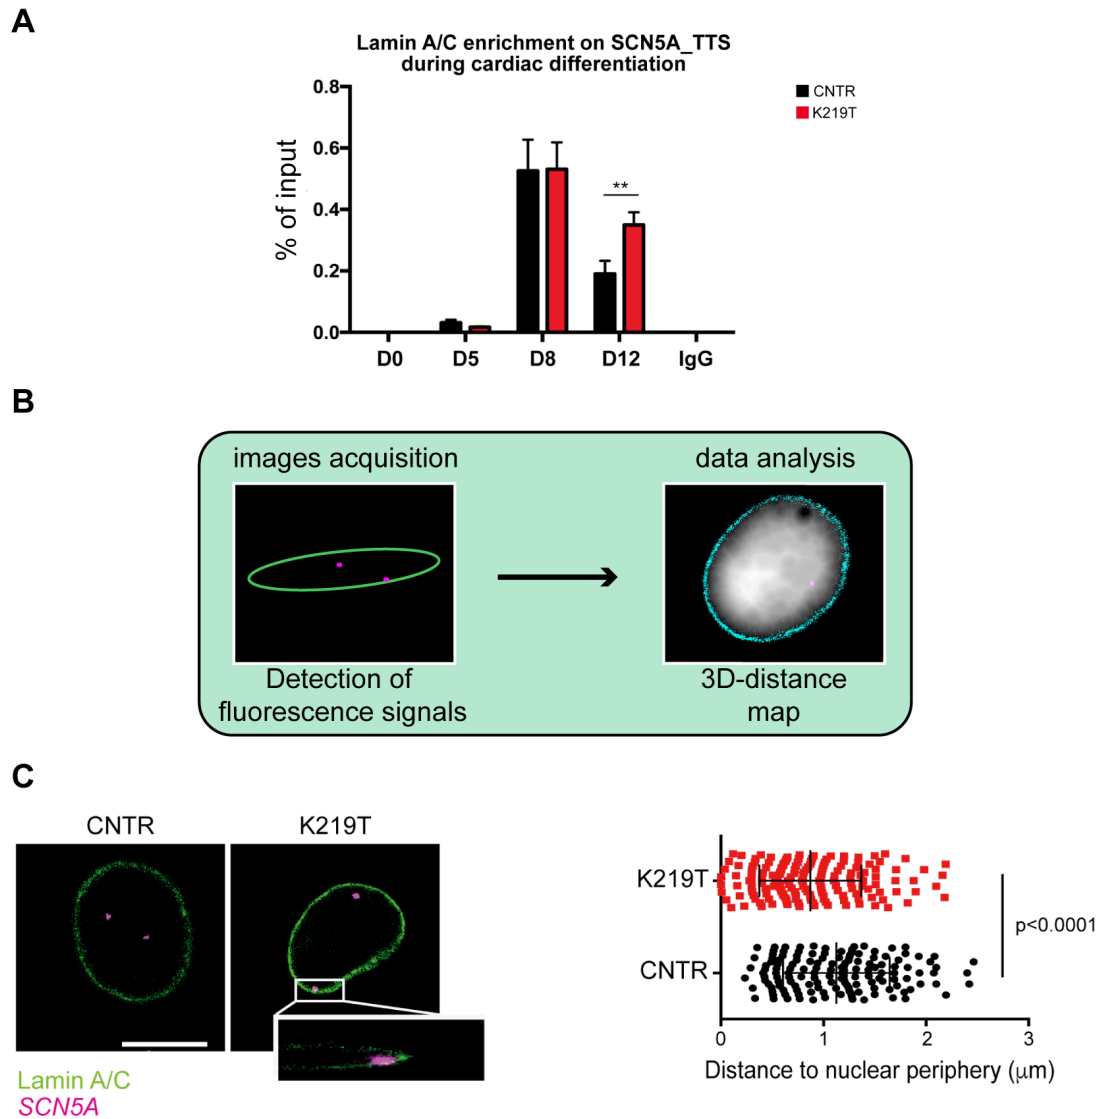 A
Lamin A/C enrichment on SCN5A_TTS
during cardiac differentiation
CNTR
K219T
% of input
0.8
0.6
0.4
0.2
0.0
**
D0 D5 D8 D12 IgG
B
images acquisition
data analysis
Detection of
fluorescence signals
3D-distance
map
C
CNTR
K219T
Lamin A/C
SCN5A
K219T
CNTR
p<0.0001
0 1 2 3
Distance to nuclear periphery (μm)